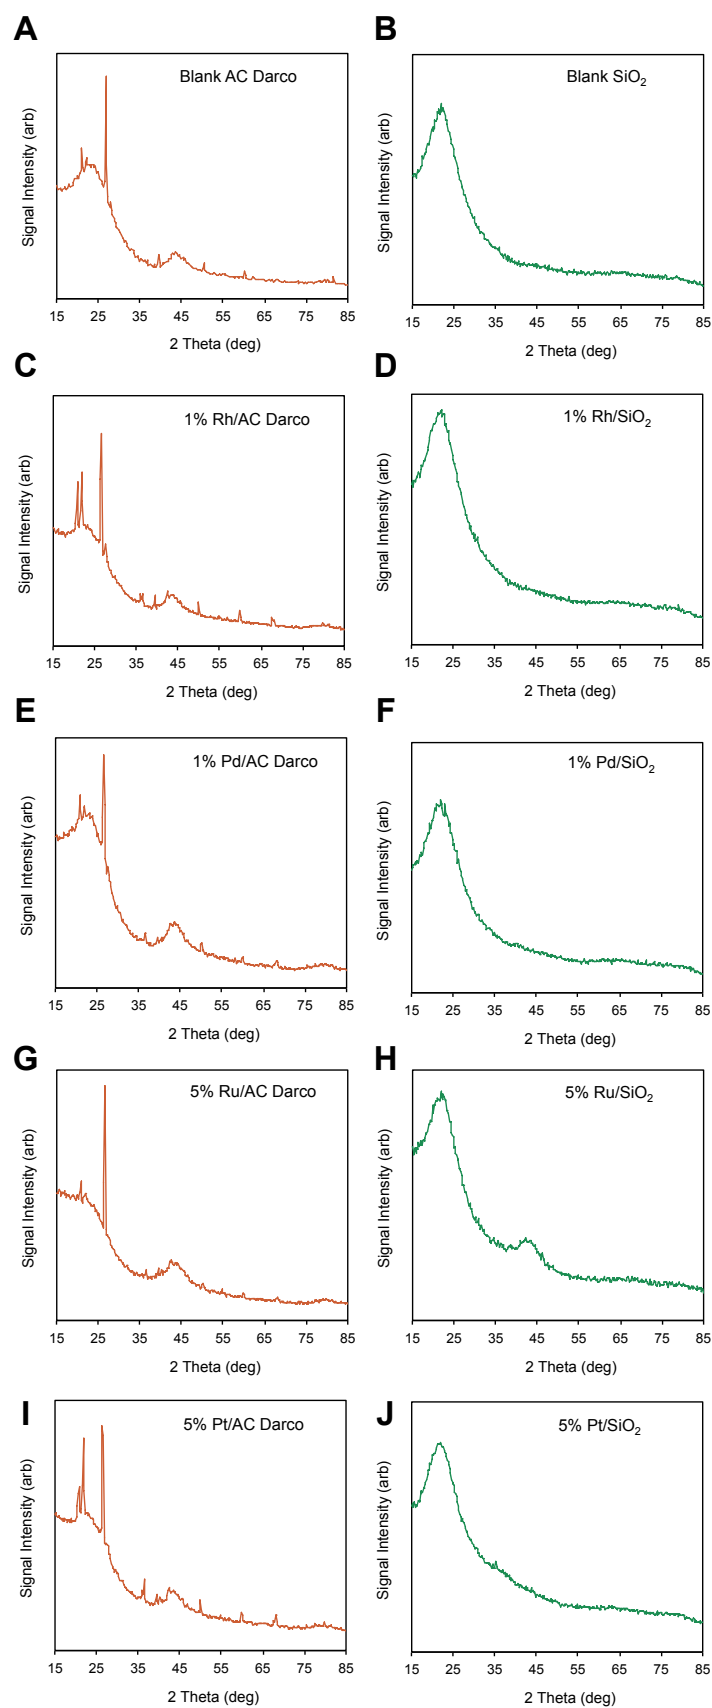 A
B
Blank AC Darco
Blank SiO₂
Signal Intensity (arb)
Signal Intensity (arb)
15 25 35 45 55 65 75 85
15 25 35 45 55 65 75 85
2 Theta (deg)
2 Theta (deg)
C
D
1% Rh/AC Darco
1% Rh/SiO₂
Signal Intensity (arb)
Signal Intensity (arb)
15 25 35 45 55 65 75 85
15 25 35 45 55 65 75 85
2 Theta (deg)
2 Theta (deg)
E
F
1% Pd/AC Darco
1% Pd/SiO₂
Signal Intensity (arb)
Signal Intensity (arb)
15 25 35 45 55 65 75 85
15 25 35 45 55 65 75 85
2 Theta (deg)
2 Theta (deg)
G
H
5% Ru/AC Darco
5% Ru/SiO₂
Signal Intensity (arb)
Signal Intensity (arb)
15 25 35 45 55 65 75 85
15 25 35 45 55 65 75 85
2 Theta (deg)
2 Theta (deg)
I
J
5% Pt/AC Darco
5% Pt/SiO₂
Signal Intensity (arb)
Signal Intensity (arb)
15 25 35 45 55 65 75 85
15 25 35 45 55 65 75 85
2 Theta (deg)
2 Theta (deg)